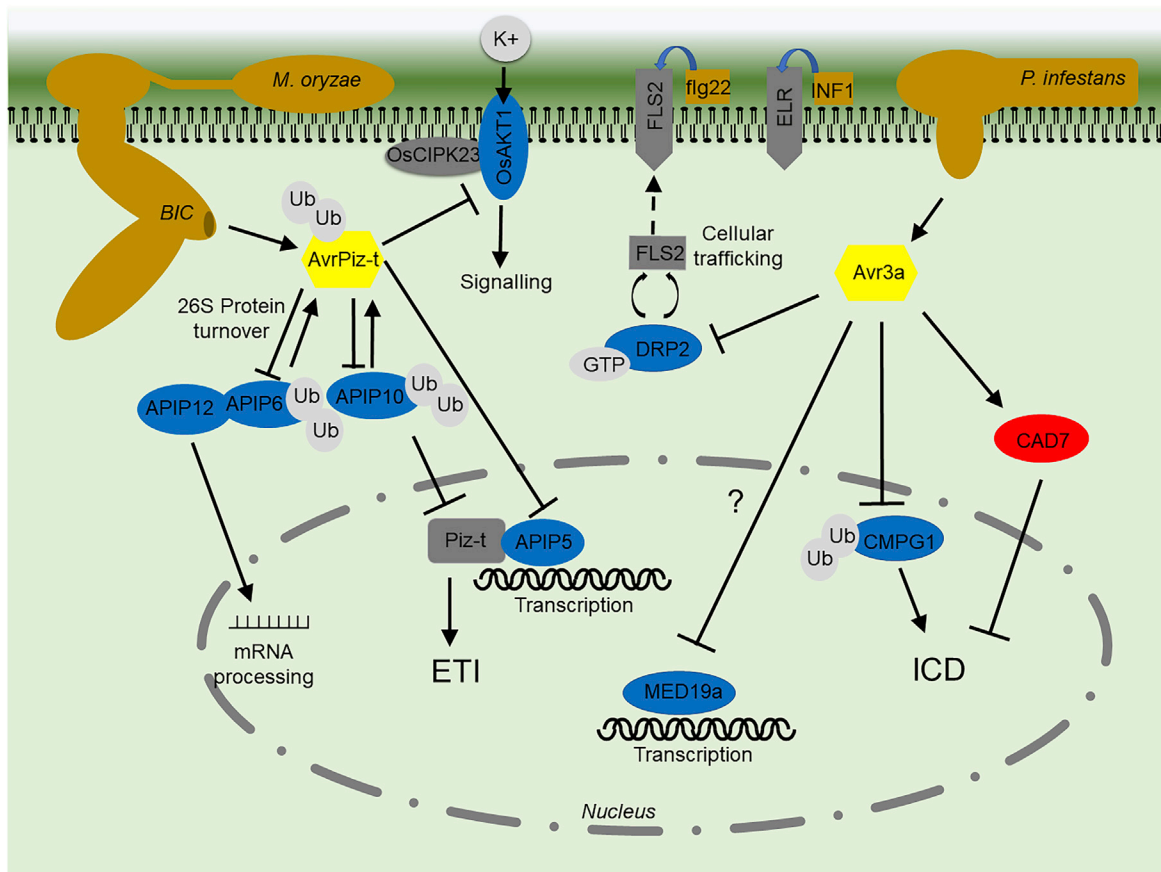 K+
M. oryzae
FLS2
flg22
ELR
INF1
P. infestans
OsCIPK23
OsAKT1
BIC
Ub
Ub
AvrPiz-t
Signalling
FLS2
Cellular
trafficking
Avr3a
26S Protein
turnover
GTP
DRP2
APIP12
APIP6
Ub
Ub
APIP10
Ub
Ub
CAD7
?
Piz-t
APIP5
Transcription
Ub
Ub
CMPG1
mRNA
processing
ETI
ICD
MED19a
Transcription
Nucleus